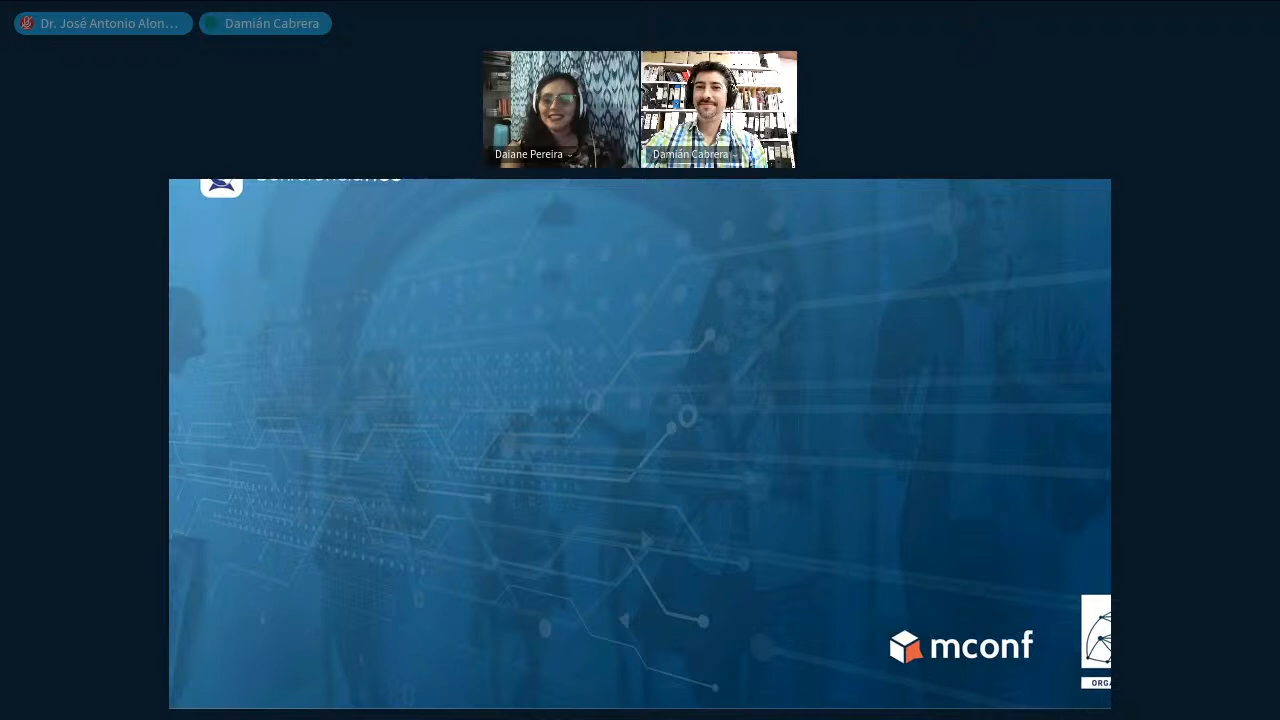 Dr. José Antonio Alon...
Damián Cabrera
Daiane Pereira
Damián Cabrera
mconf